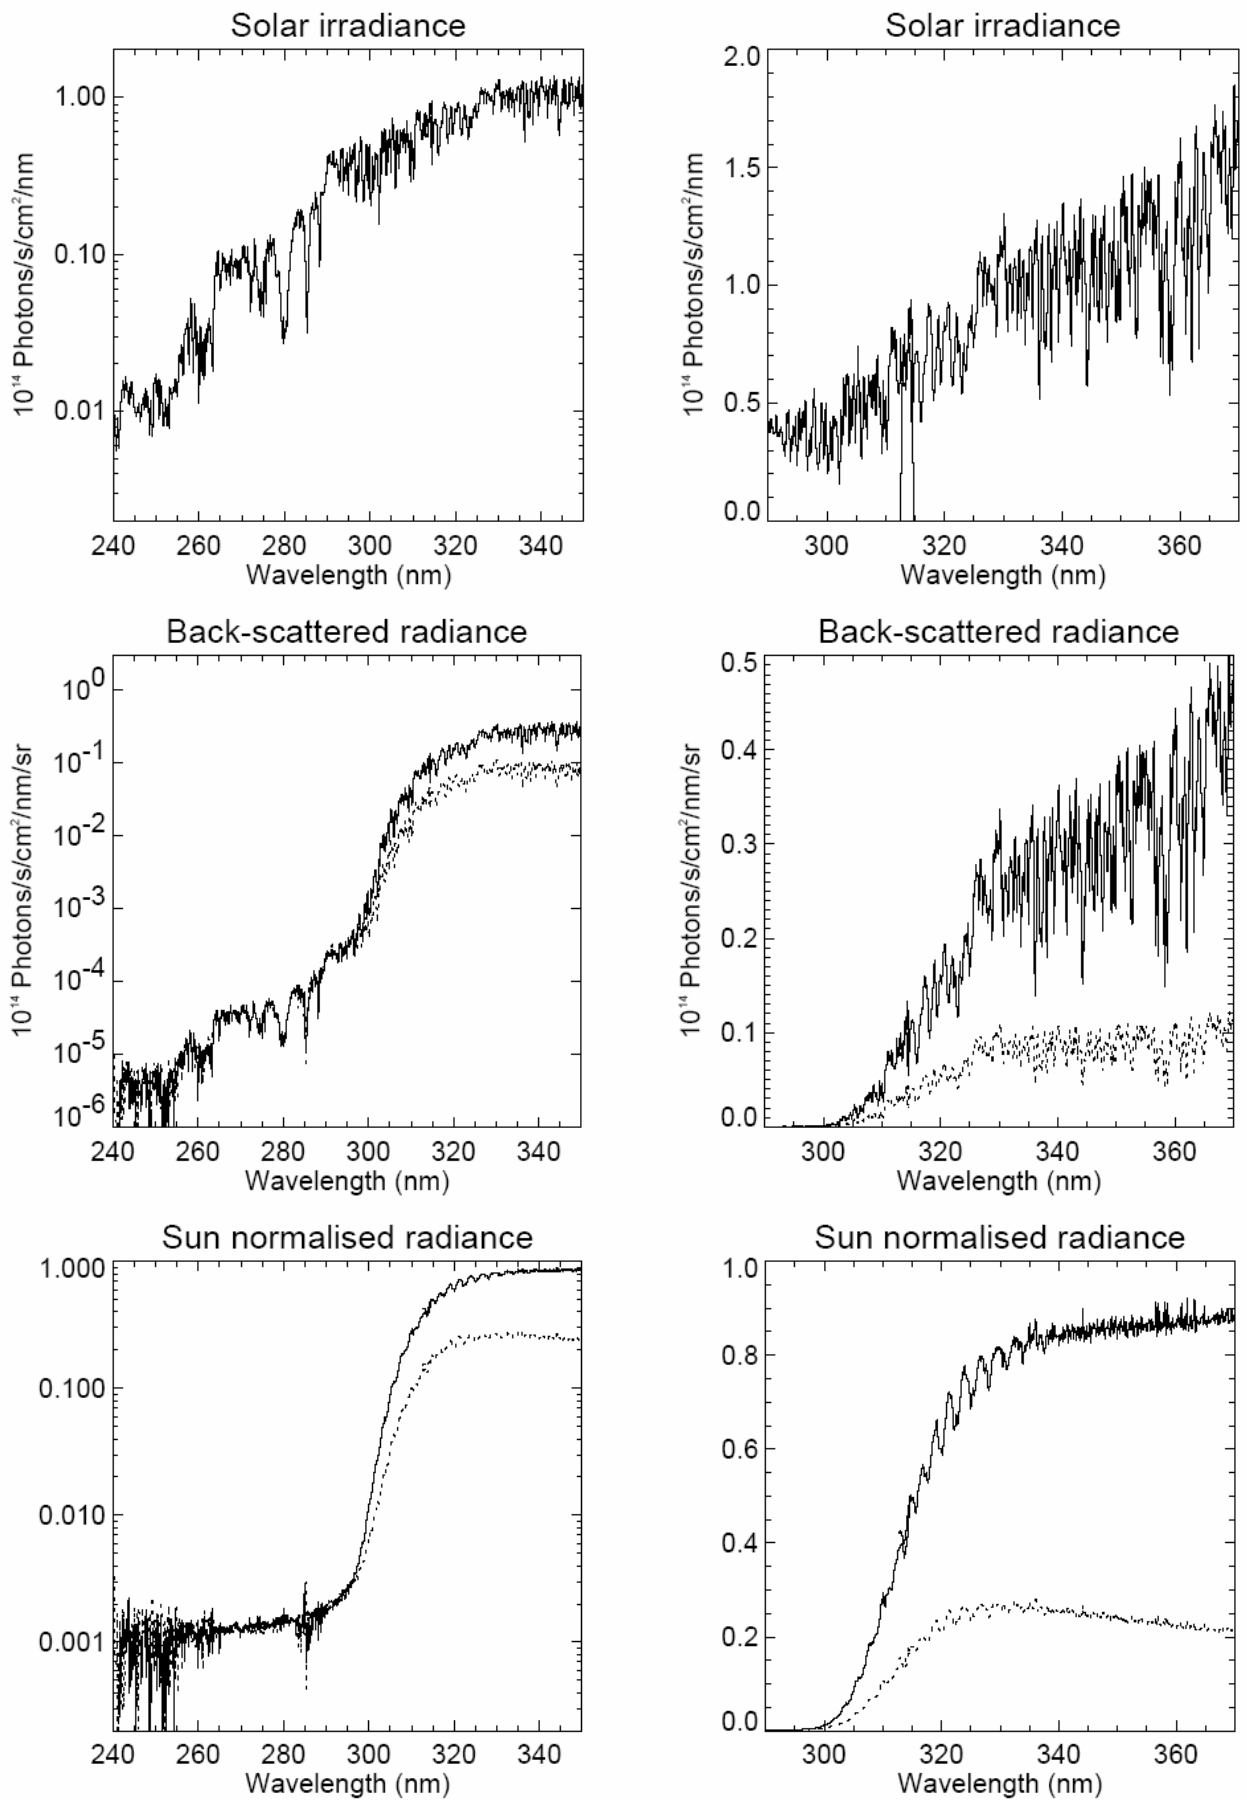 Solar irradiance
10¹⁴ Photons/s/cm²/nm
1.00
0.10
0.01
240 260 280 300 320 340
Wavelength (nm)
Solar irradiance
10¹⁴ Photons/s/cm²/nm
2.0
1.5
1.0
0.5
0.0
300 320 340 360
Wavelength (nm)
Back-scattered radiance
10¹⁴ Photons/s/cm²/nm/sr
10⁰
10⁻¹
10⁻²
10⁻³
10⁻⁴
10⁻⁵
10⁻⁶
240 260 280 300 320 340
Wavelength (nm)
Back-scattered radiance
10¹⁴ Photons/s/cm²/nm/sr
0.5
0.4
0.3
0.2
0.1
0.0
300 320 340 360
Wavelength (nm)
Sun normalised radiance
1.000
0.100
0.010
0.001
240 260 280 300 320 340
Wavelength (nm)
Sun normalised radiance
1.0
0.8
0.6
0.4
0.2
0.0
300 320 340 360
Wavelength (nm)